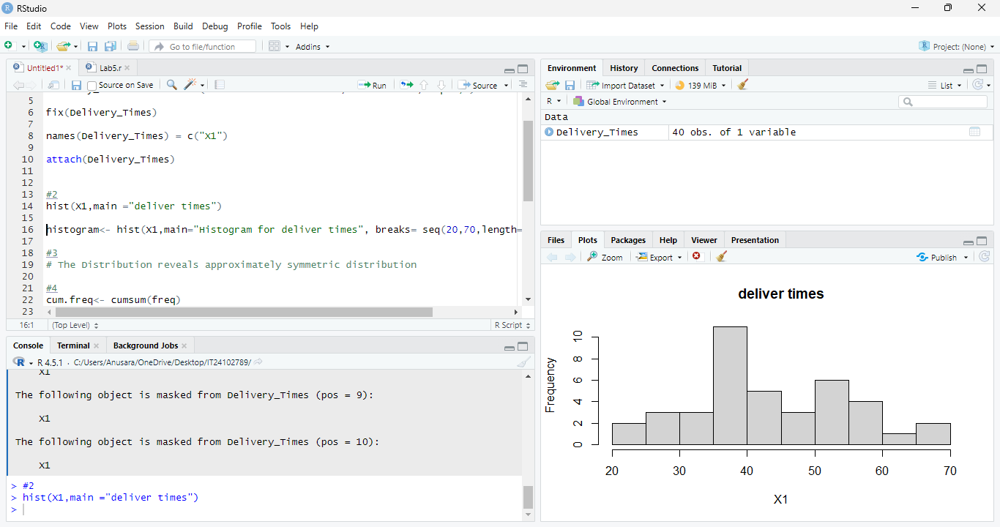 RStudio
File Edit Code View Plots Session Build Debug Profile Tools Help
Go to file/function Addins Project: (None)
Untitled1* Lab5.r
Source on Save Run Source
5
6 fix(Delivery_Times)
7
8 names(Delivery_Times) = c("X1")
9
10 attach(Delivery_Times)
11
12
13 #2
14 hist(X1,main ="deliver times")
15
16 histogram<- hist(X1,main="Histogram for deliver times", breaks= seq(20,70,length=
17
18 #3
19 # The Distribution reveals approximately symmetric distribution
20
21 #4
22 cum.freq<- cumsum(freq)
23
16:1 (Top Level) R Script
Console Terminal Background Jobs
R 4.5.1 · C:/Users/Anusara/OneDrive/Desktop/IT24102789/
X1
The following object is masked from Delivery_Times (pos = 9):
X1
The following object is masked from Delivery_Times (pos = 10):
X1
> #2
> hist(X1,main ="deliver times")
>
Environment History Connections Tutorial
Import Dataset 139 MiB List
R Global Environment
Data
Delivery_Times 40 obs. of 1 variable
Files Plots Packages Help Viewer Presentation
Zoom Export Publish
deliver times
Frequency
10
8
6
4
2
0
20 30 40 50 60 70
X1